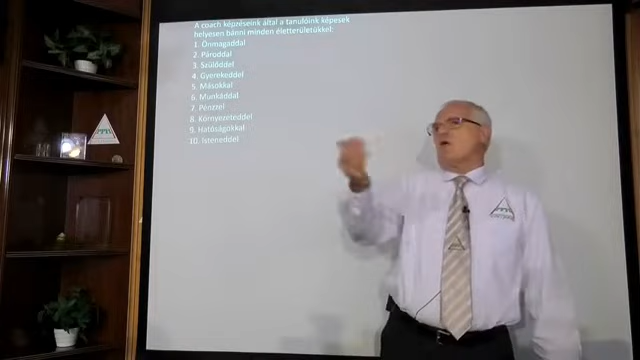 A coach képzéseink által a tanulóink képesek
helyesen bánni minden életterületükkel:
1. Önmagaddal
2. Pároddal
3. Szülőddel
4. Gyerekeddel
5. Másokkal
6. Munkáddal
7. Pénzzel
8. Környezeteddel
9. Hatóságokkal
10. Isteneddel